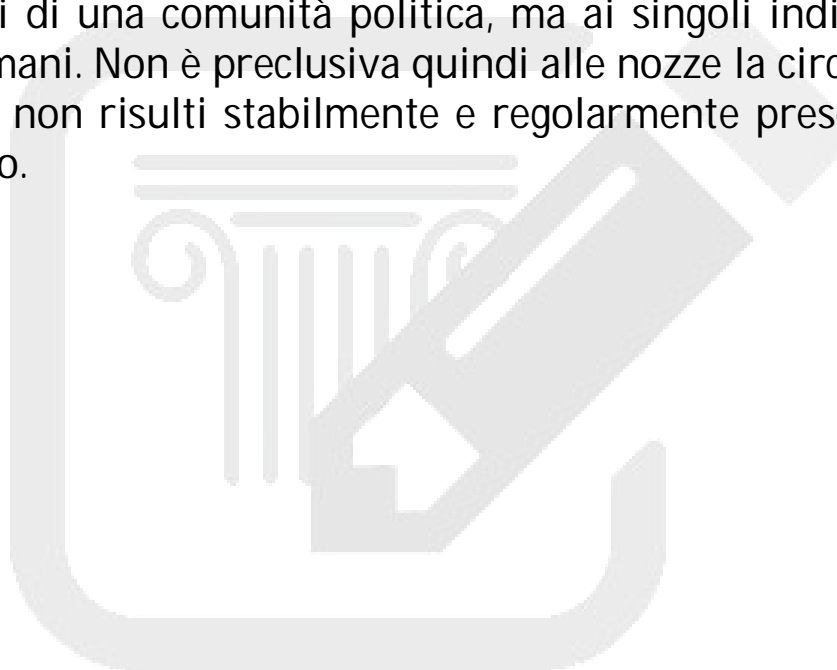 i di una comunità politica, ma ai singoli indi
mani. Non è preclusiva quindi alle nozze la circ
non risulti stabilmente e regolarmente pres
o.